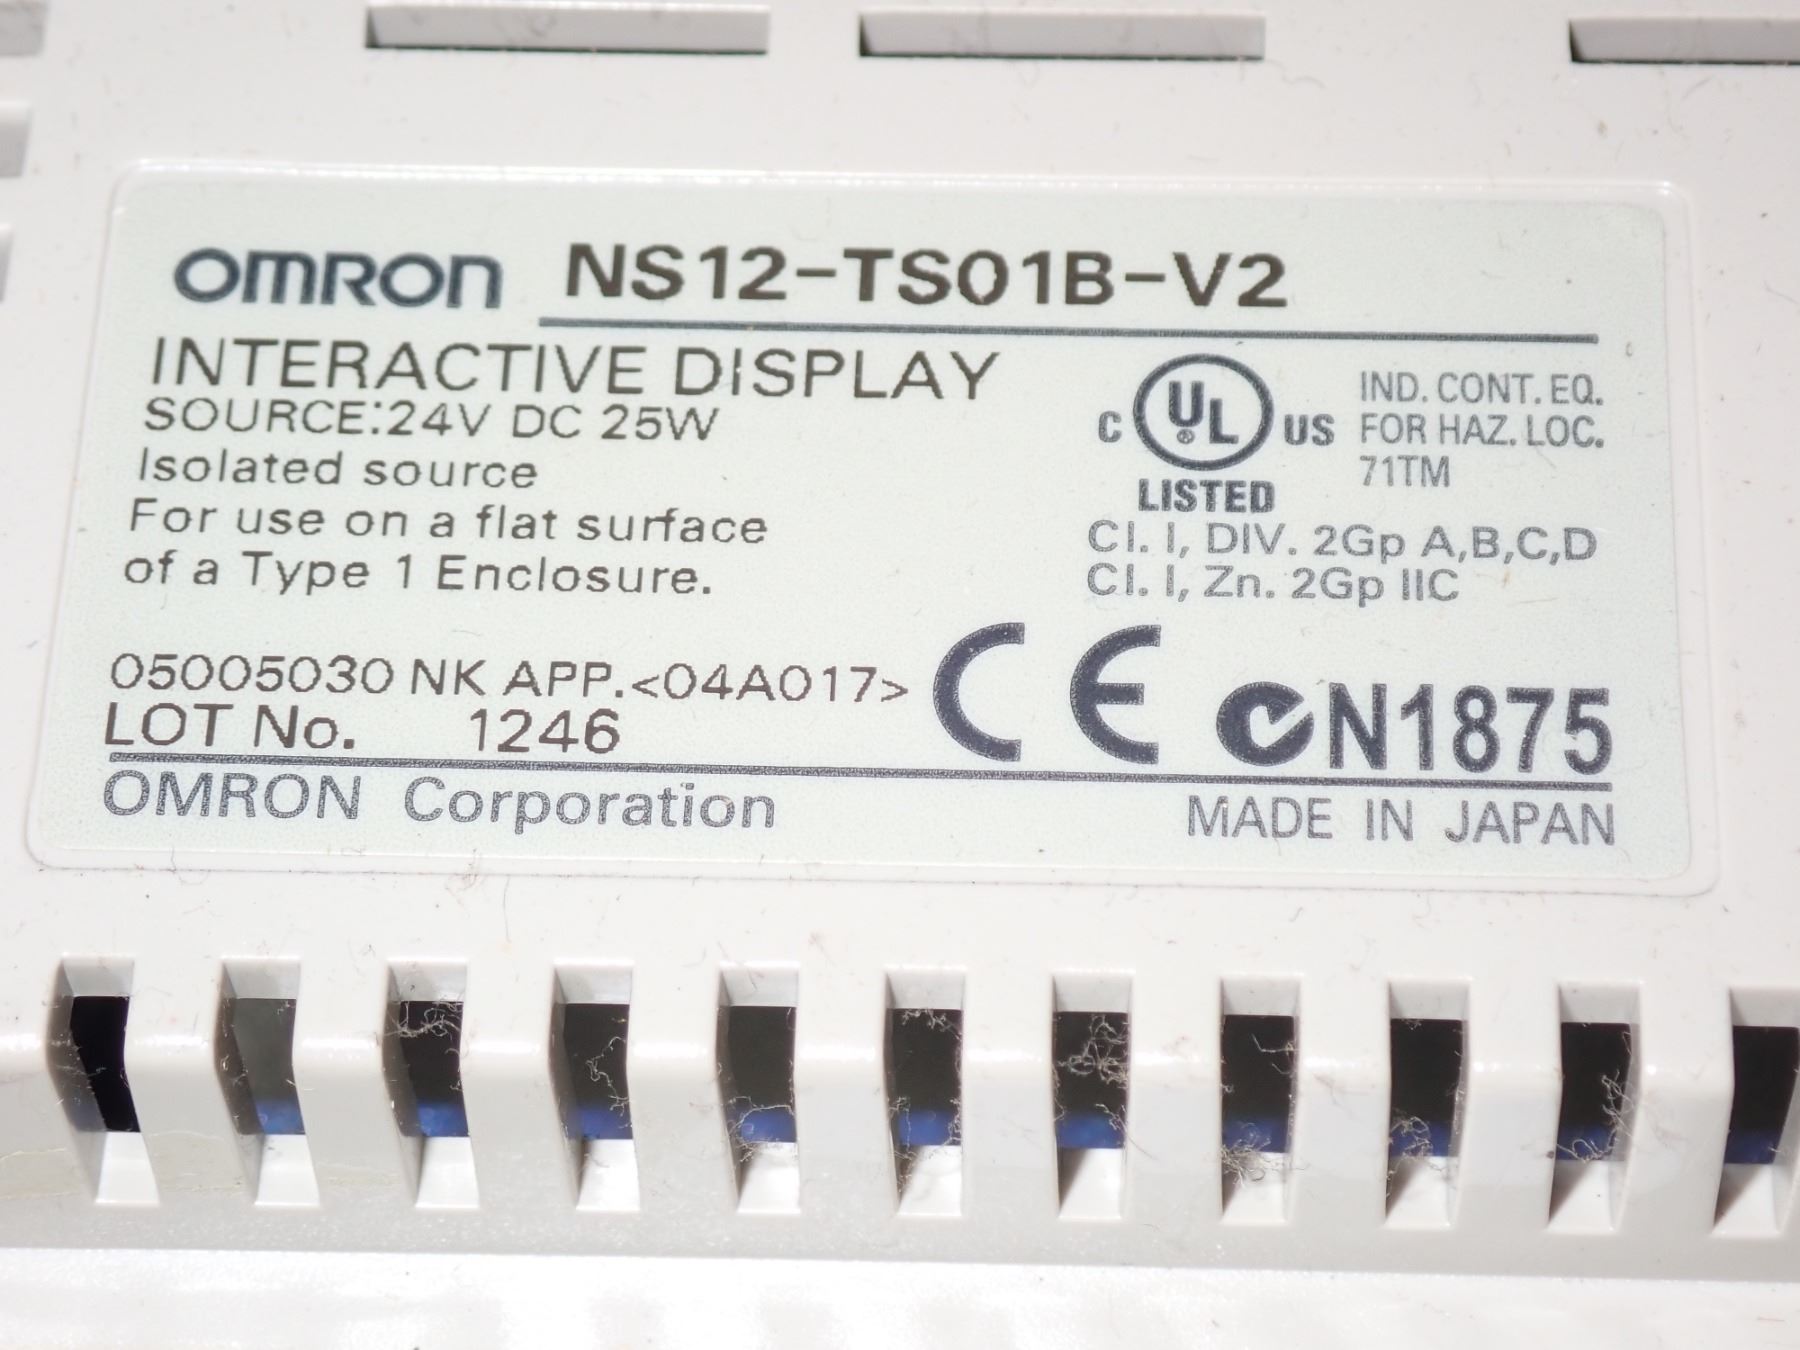 OMRON NS12-TS01B-V2
INTERACTIVE DISPLAY
SOURCE:24V DC 25W
Isolated source
For use on a flat surface
of a Type 1 Enclosure.
C UL ® US
LISTED
IND. CONT. EQ.
FOR HAZ. LOC.
71TM
Cl. I, DIV. 2Gp A,B,C,D
Cl. I, Zn. 2Gp IIC
05005030 NK APP.<04A017>
LOT No. 1246
CE N1875
OMRON Corporation
MADE IN JAPAN